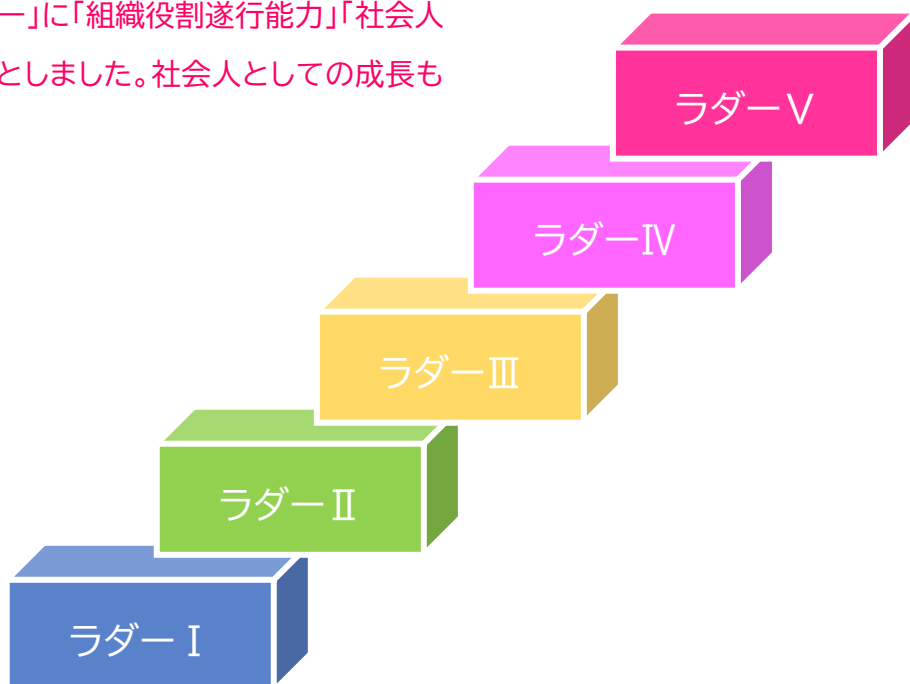 ー」に「組織役割遂行能力」「社会人
としました。社会人としての成長も
ラダーⅤ
ラダーⅣ
ラダーⅢ
ラダーⅡ
ラダーⅠ